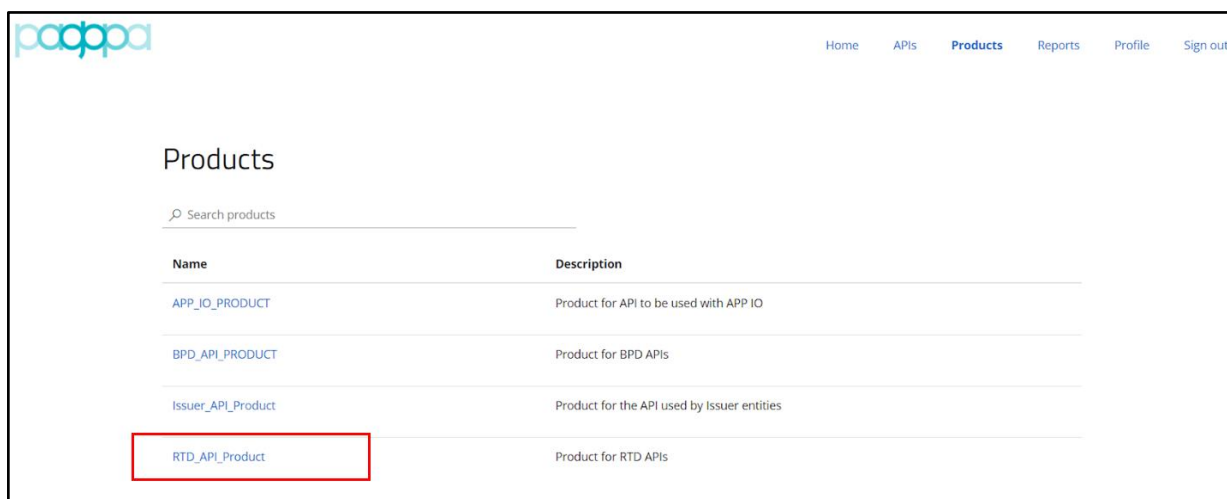 pagopa
Home APIs Products Reports Profile Sign out
Products
Search products
Name Description
APP_IO_PRODUCT Product for API to be used with APP IO
BPD_API_PRODUCT Product for BPD APIs
Issuer_API_Product Product for the API used by Issuer entities
RTD_API_Product Product for RTD APIs